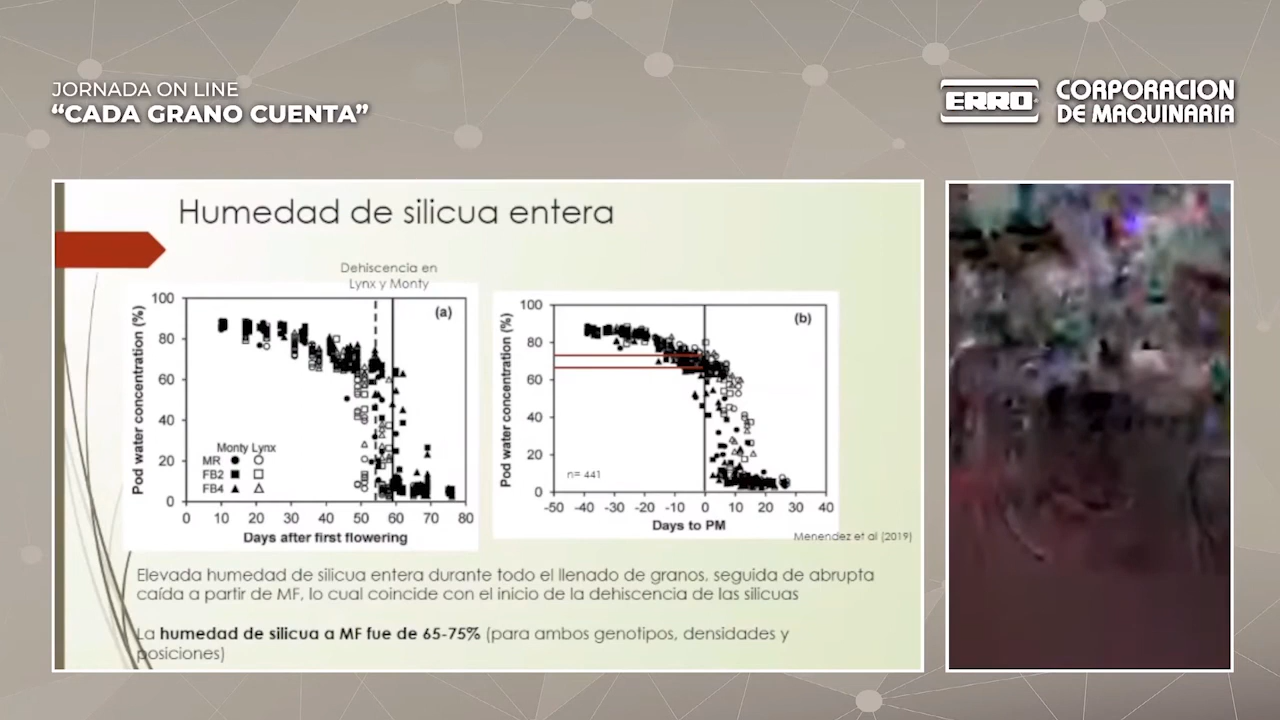 JORNADA ON LINE
“CADA GRANO CUENTA”
ERRO
CORPORACION
DE MAQUINARIA
Humedad de silicua entera
Dehiscencia en
Lynx y Monty
(a)
Pod water concentration (%)
100
80
60
40
20
0
Monty Lynx
MR
FB2
FB4
0 10 20 30 40 50 60 70 80
Days after first flowering
(b)
Pod water concentration (%)
100
80
60
40
20
0
n= 441
-50 -40 -30 -20 -10 0 10 20 30 40
Days to PM
Menendez et al (2019)
Elevada humedad de silicua entera durante todo el llenado de granos, seguida de abrupta
caída a partir de MF, lo cual coincide con el inicio de la dehiscencia de las silicuas
La humedad de silicua a MF fue de 65-75% (para ambos genotipos, densidades y
posiciones)